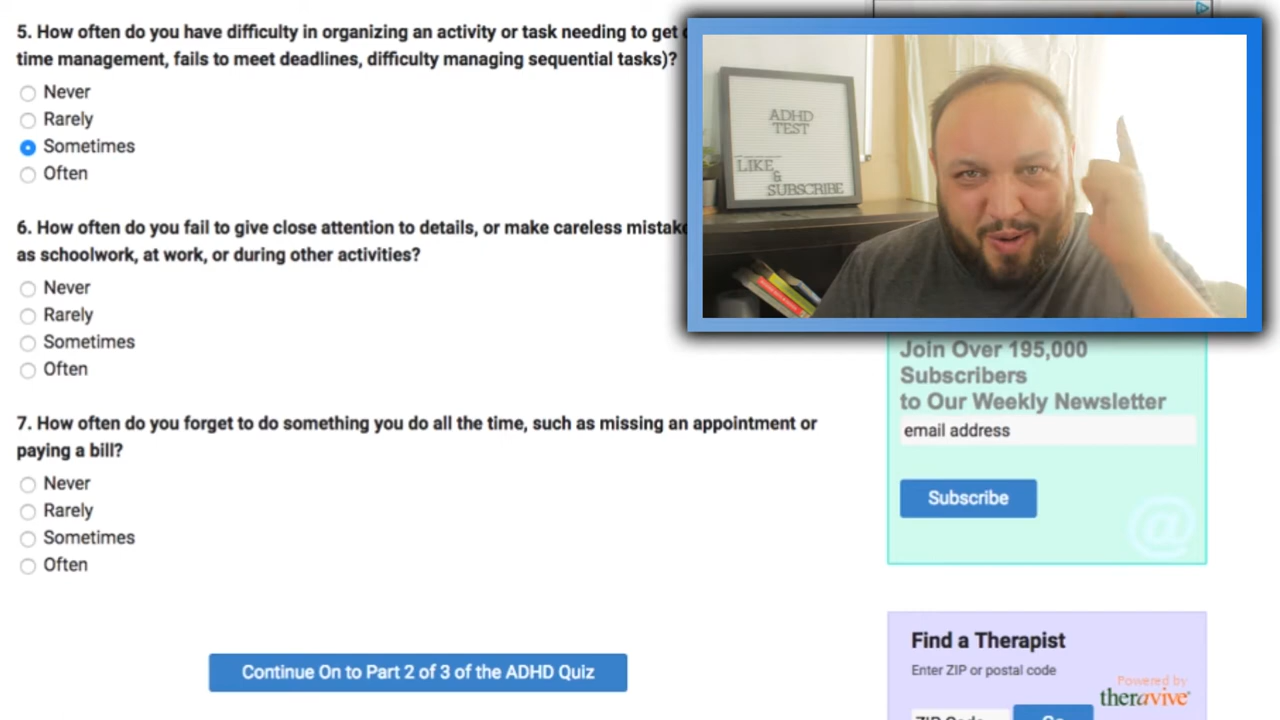 5. How often do you have difficulty in organizing an activity or task needing to get
time management, fails to meet deadlines, difficulty managing sequential tasks)?
Never
Rarely
Sometimes
Often
6. How often do you fail to give close attention to details, or make careless
as schoolwork, at work, or during other activities?
Never
Rarely
Sometimes
Often
7. How often do you forget to do something you do all the time, such as missing an appointment or
paying a bill?
Never
Rarely
Sometimes
Often
Continue On to Part 2 of 3 of the ADHD Quiz
ADHD
TEST
LIKE
&
SUBSCRIBE
Join Over 195,000
Subscribers
to Our Weekly Newsletter
email address
Subscribe
@
Find a Therapist
Enter ZIP or postal code
Powered by
theravive
ZIP Code
Go